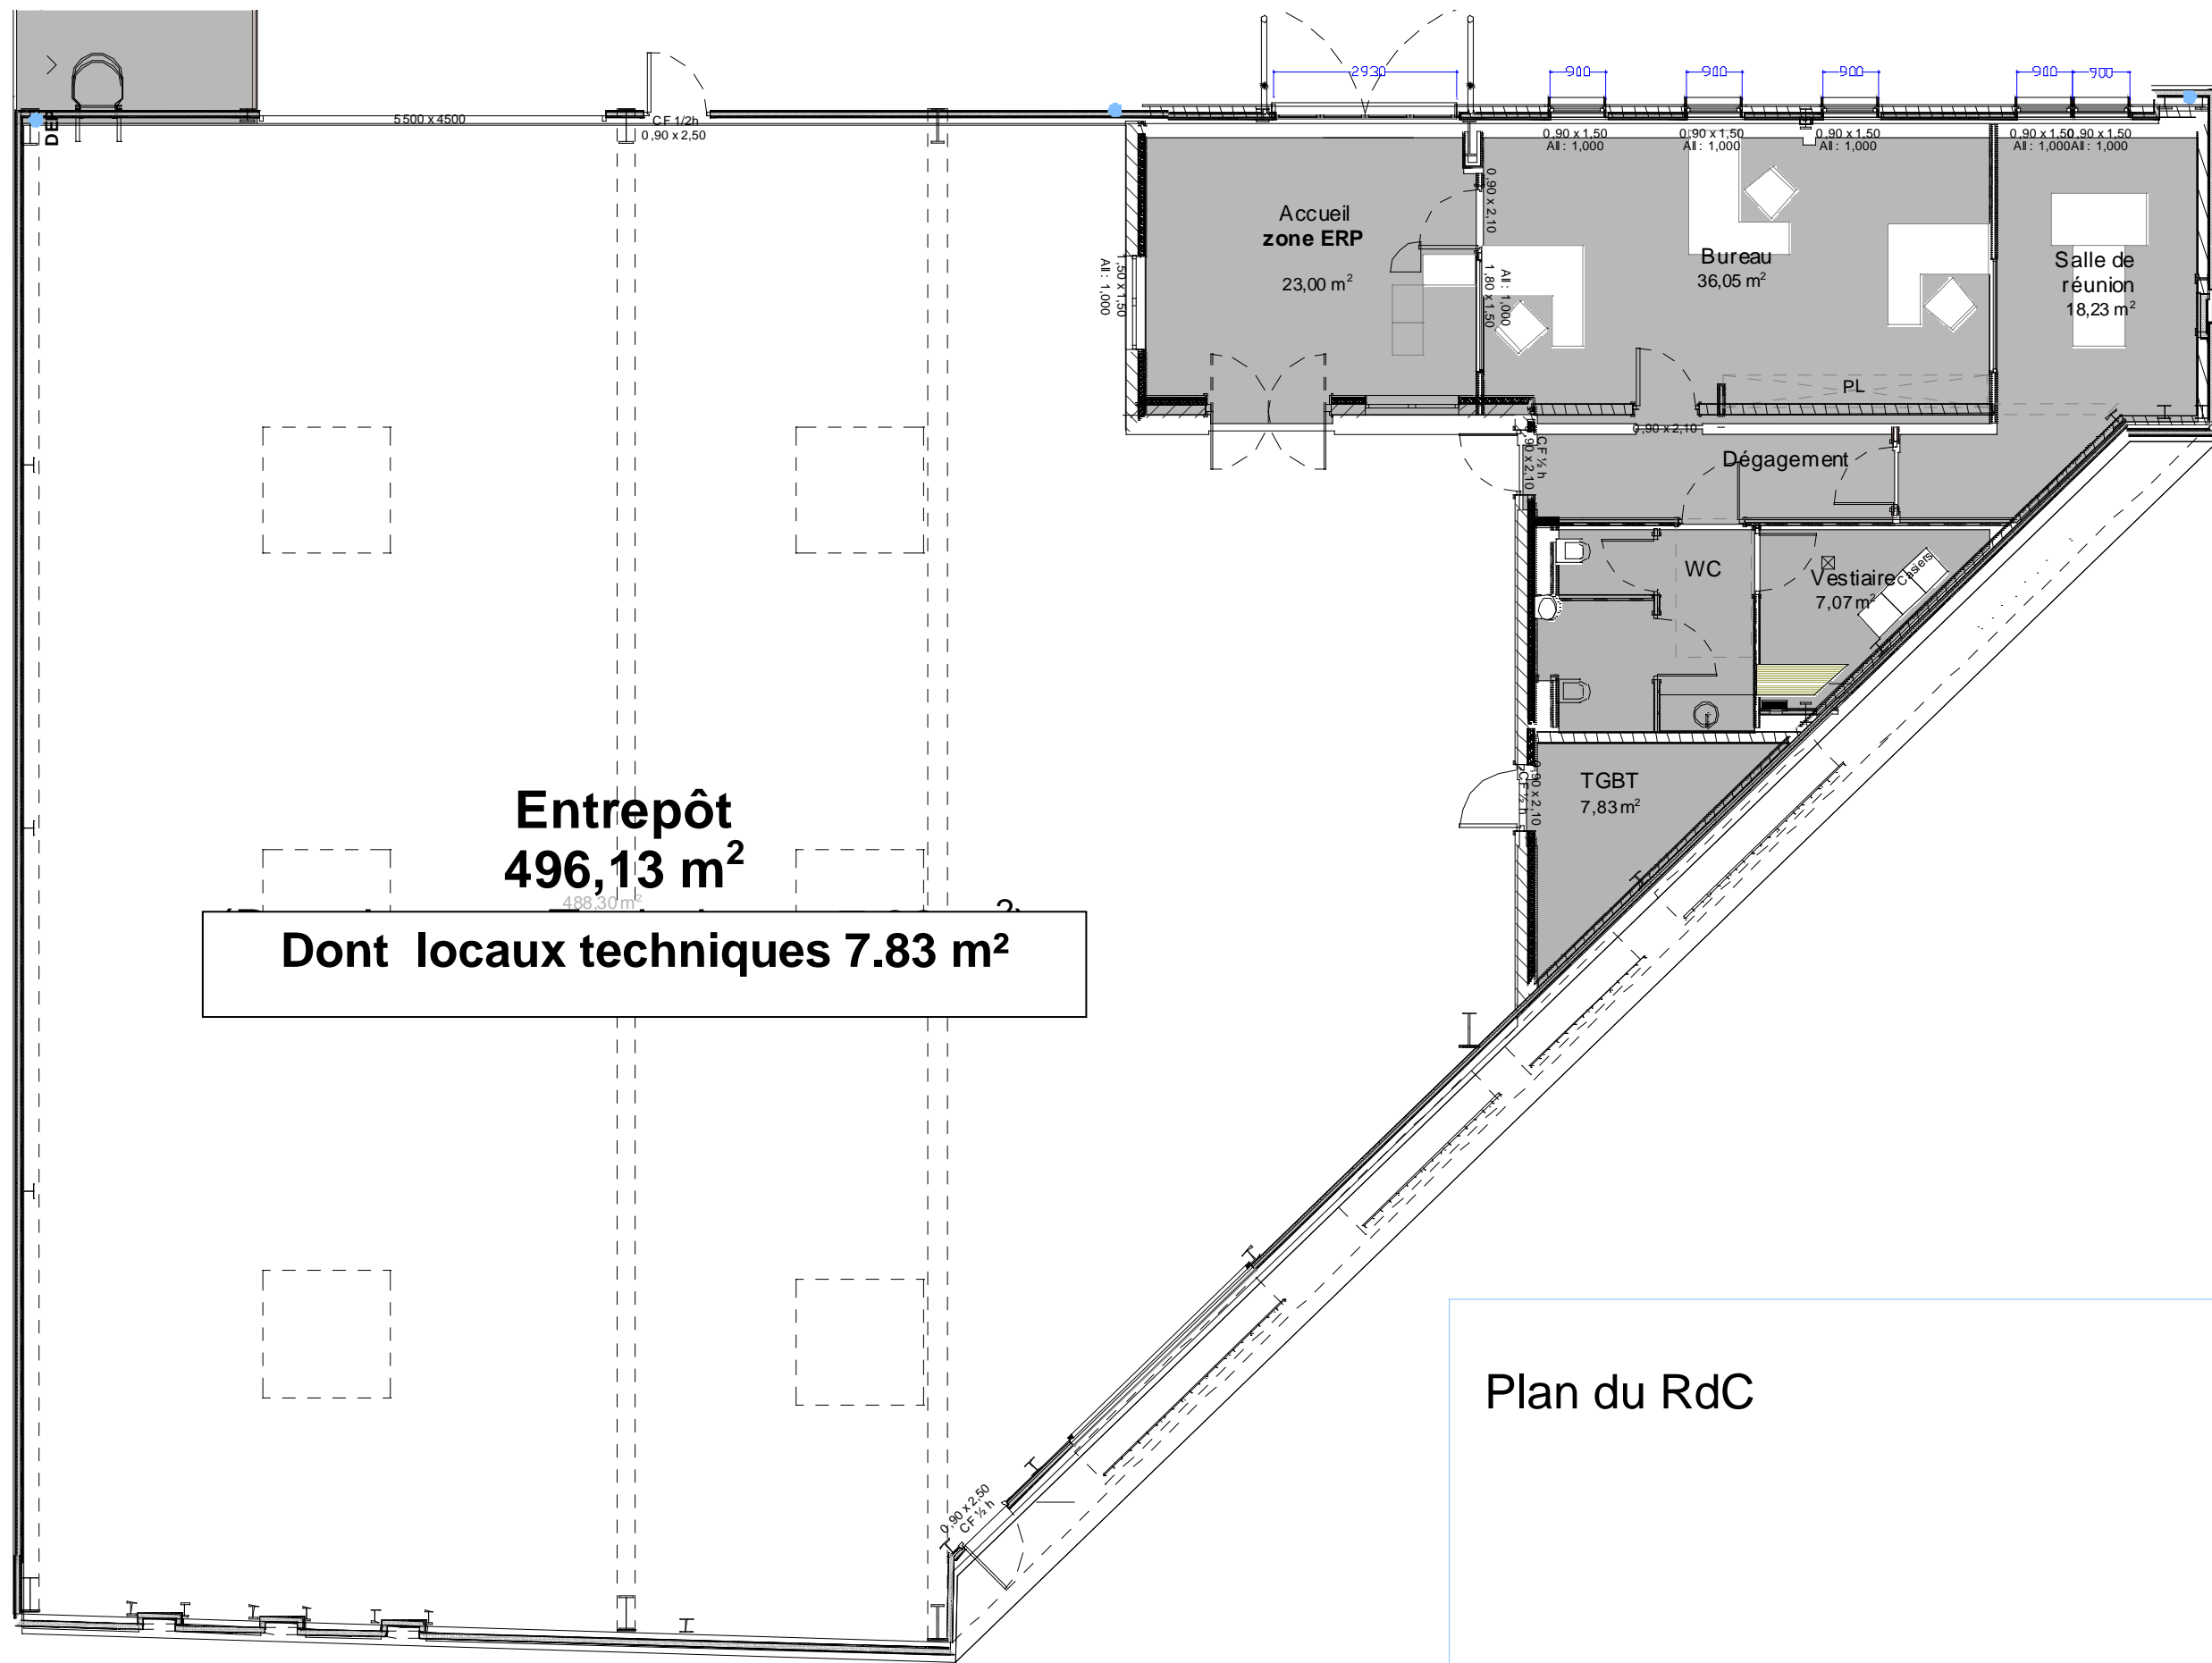 2930
900
900
900
900
900
5500 x 4500
CF 1/2h
0,90 x 2,50
0,90 x 1,50
All : 1,000
0,90 x 1,50
All : 1,000
0,90 x 1,50
All : 1,000
0,90 x 1,50
All : 1,000
0,90 x 1,50
All : 1,000
Accueil
zone ERP
23,00 m²
0,90 x 2,10
All : 1,000
1,80 x 1,50
,50 x 1,50
All : 1,000
Bureau
36,05 m²
Salle de
réunion
18,23 m²
PL
0,90 x 2,10
CF ½ h
0,90 x 2,10
Dégagement
WC
Vestiaire
7,07 m²
Casiers
TGBT
7,83 m²
0,90 x 2,10
CF ½ h
Entrepôt
496,13 m²
488,30 m²
Dont locaux techniques 7.83 m²
0,90 x 2,50
CF ½ h
Plan du RdC